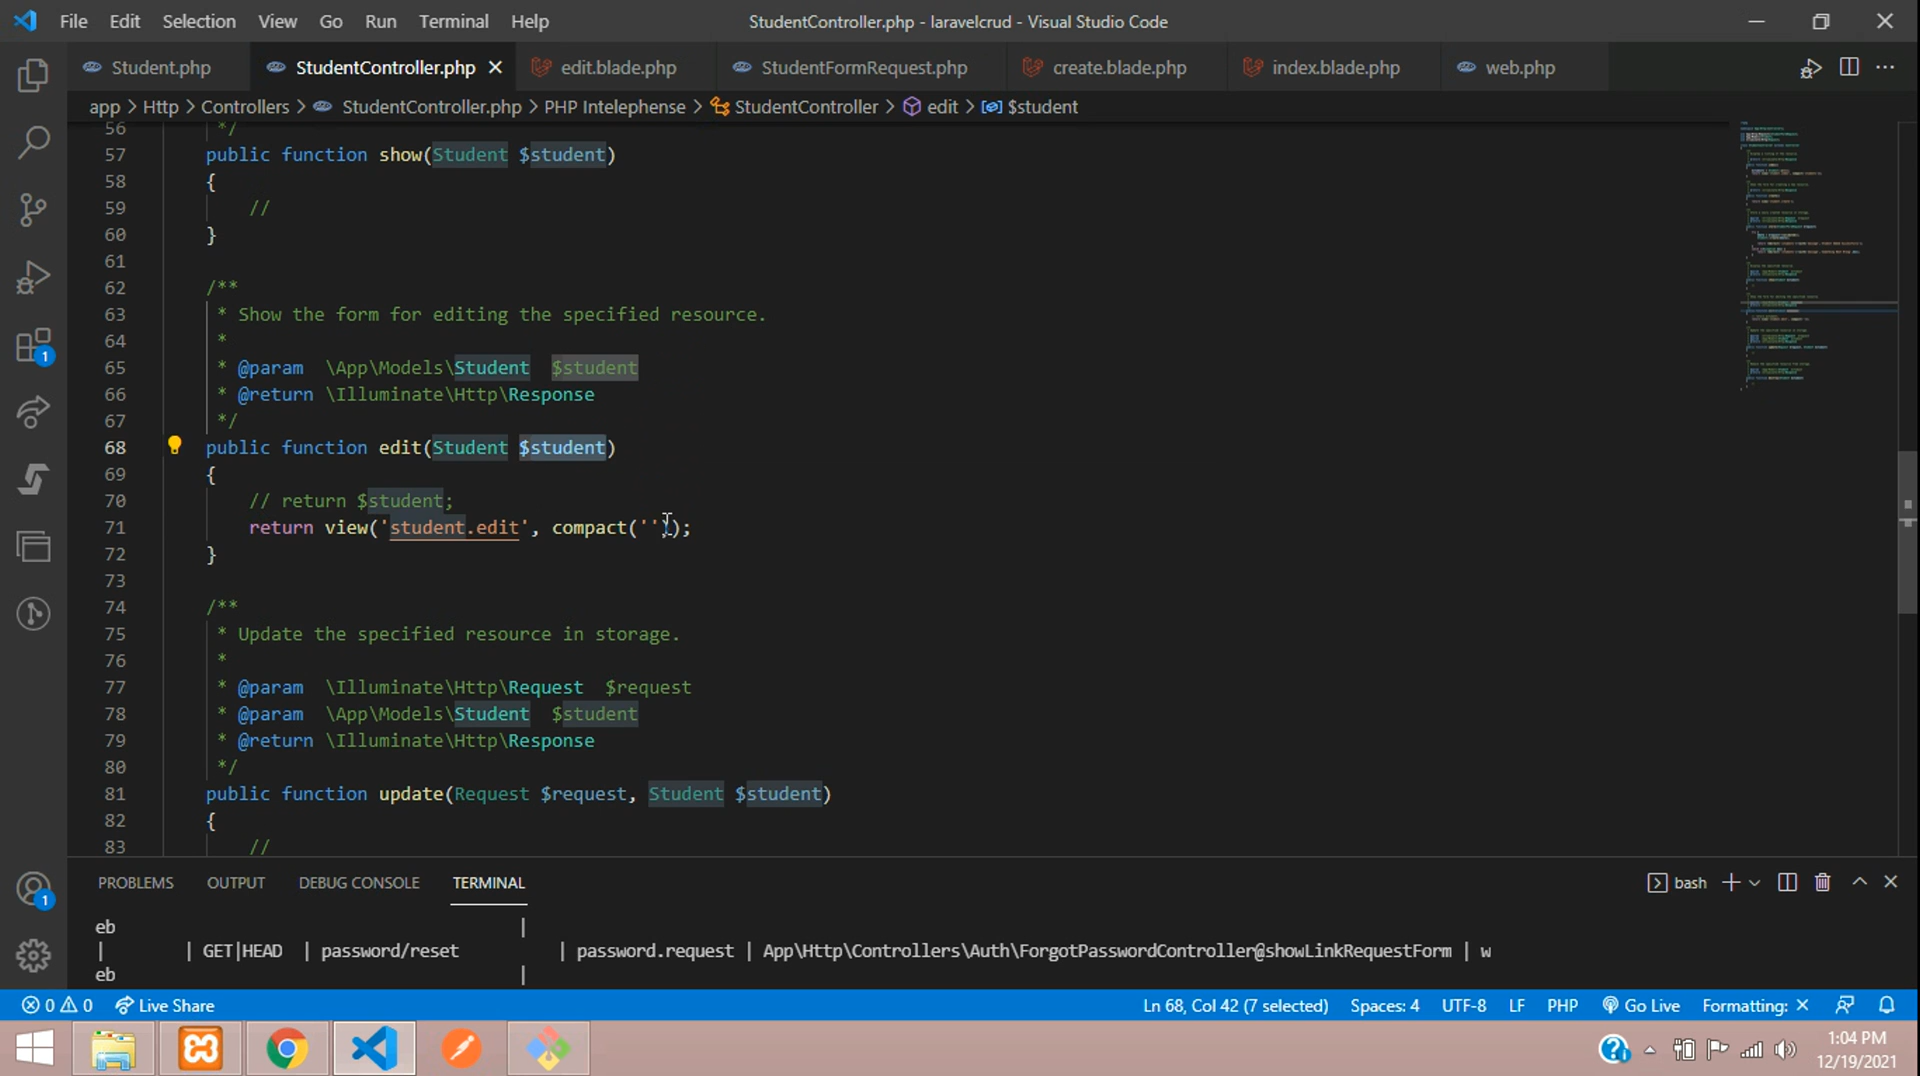 File Edit Selection View Go Run Terminal Help StudentController.php - laravelcrud - Visual Studio Code
Student.php StudentController.php edit.blade.php StudentFormRequest.php create.blade.php index.blade.php web.php
app > Http > Controllers > StudentController.php > PHP Intelephense > StudentController > edit > $student
56 */
57 public function show(Student $student)
58 {
59 //
60 }
61
62 /**
63 * Show the form for editing the specified resource.
64 *
65 * @param \App\Models\Student $student
66 * @return \Illuminate\Http\Response
67 */
68 public function edit(Student $student)
69 {
70 // return $student;
71 return view('student.edit', compact(''));
72 }
73
74 /**
75 * Update the specified resource in storage.
76 *
77 * @param \Illuminate\Http\Request $request
78 * @param \App\Models\Student $student
79 * @return \Illuminate\Http\Response
80 */
81 public function update(Request $request, Student $student)
82 {
83 //
PROBLEMS OUTPUT DEBUG CONSOLE TERMINAL bash
eb |
| | GET|HEAD | password/reset | password.request | App\Http\Controllers\Auth\ForgotPasswordController@showLinkRequestForm | w
eb |
0 0 Live Share Ln 68, Col 42 (7 selected) Spaces: 4 UTF-8 LF PHP Go Live Formatting: ×
1:04 PM
12/19/2021
1
1